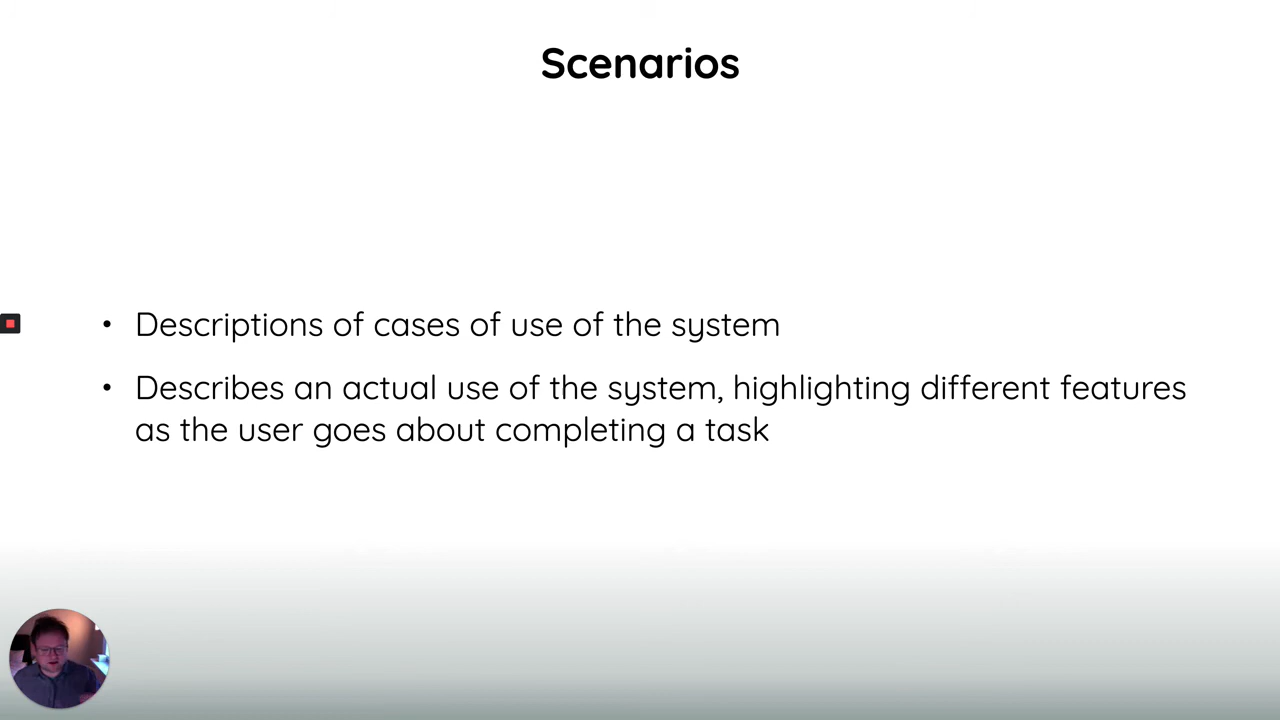 Scenarios
• Descriptions of cases of use of the system
• Describes an actual use of the system, highlighting different features
as the user goes about completing a task